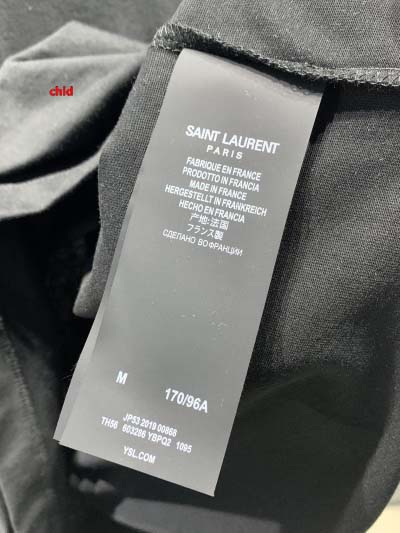 chld
SAINT LAURENT
PARIS
FABRIQUE EN FRANCE
PRODOTTO IN FRANCIA
MADE IN FRANCE
HERGESTELLT IN FRANKREICH
HECHO EN FRANCIA
产地:法国
フランス製
СДЕЛАНО ВО ФРАНЦИИ
M 170/96A
JP53 2019 00868
TH56 603286 YBPQ2 1095
YSL.COM